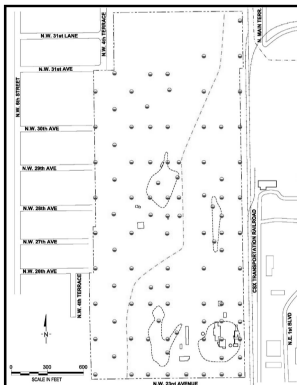 N.W. 31st LANE
N.W. 4th TERRACE
N. MAIN TERR.
N.W. 31st AVE
N.W. 6th STREET
N.W. 30th AVE
N.W. 29th AVE
N.W. 28th AVE
N.W. 27th AVE
N.W. 26th AVE
N.W. 4th TERRACE
CSX TRANSPORTATION RAILROAD
N.E. 1st BLVD
N
0 300 600
SCALE IN FEET
N.W. 23rd AVENUE